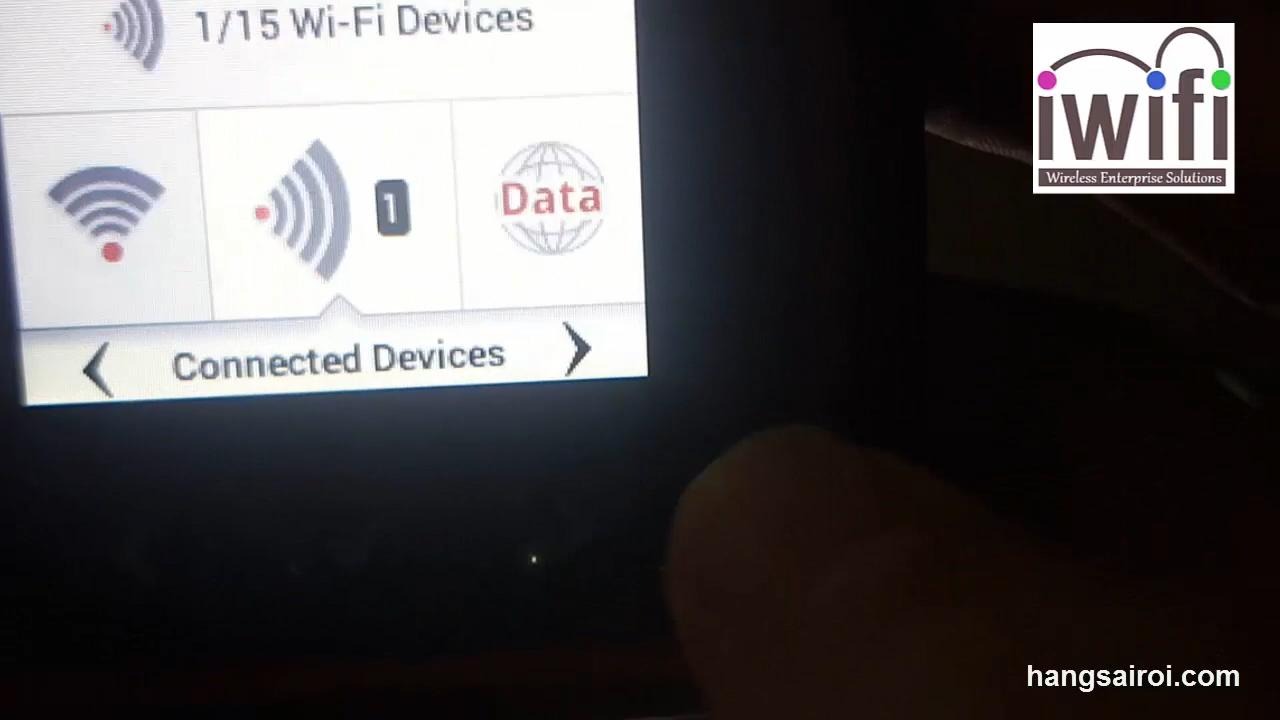 1/15 Wi-Fi Devices
iwifi
Wireless Enterprise Solutions
1
Data
Connected Devices
hangsairoi.com